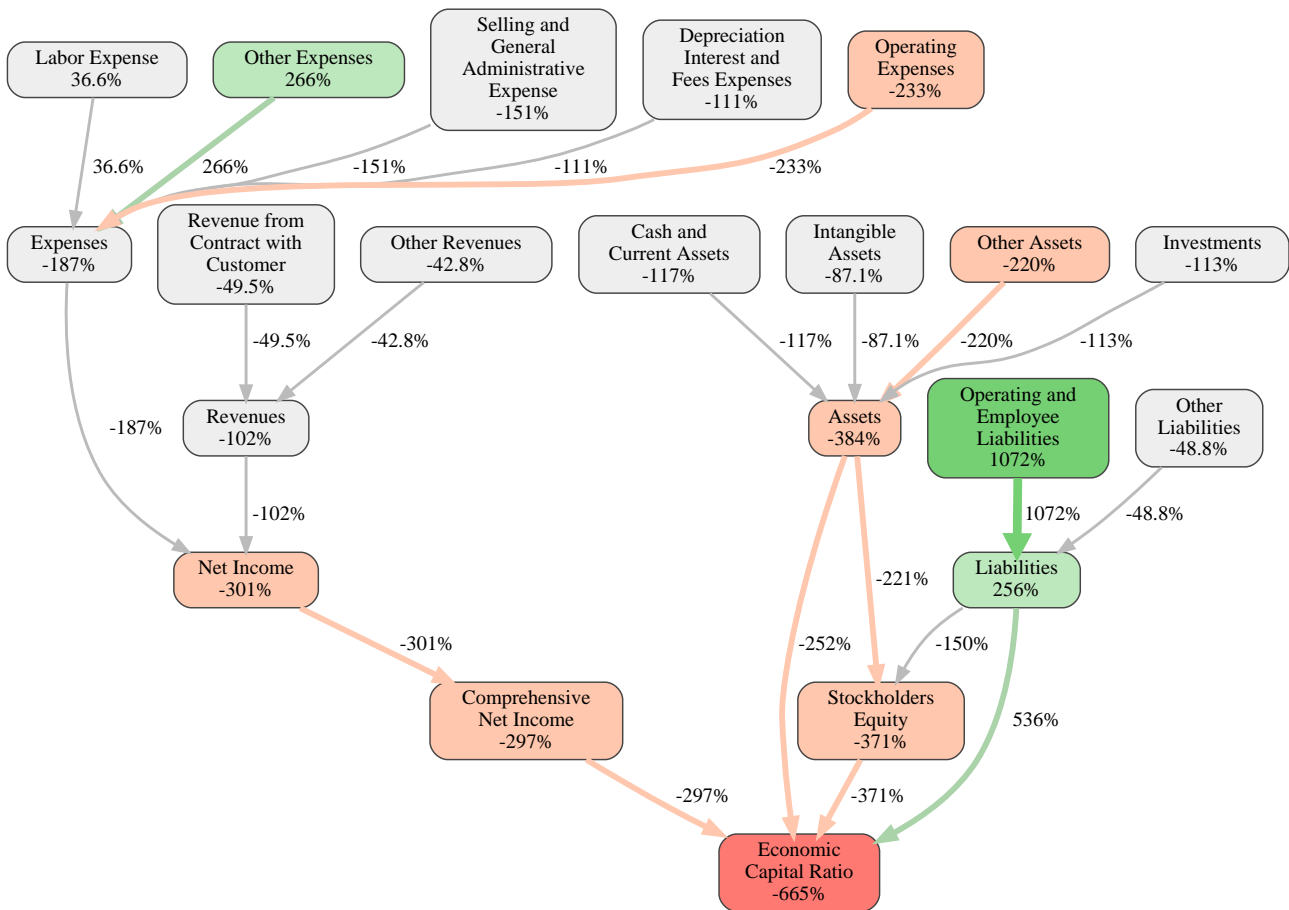 Labor Expense
36.6%
Other Expenses
266%
Selling and
General
Administrative
Expense
-151%
Depreciation
Interest and
Fees Expenses
-111%
Operating
Expenses
-233%
36.6%
266%
-151%
-111%
-233%
Expenses
-187%
Revenue from
Contract with
Customer
-49.5%
Other Revenues
-42.8%
Cash and
Current Assets
-117%
Intangible
Assets
-87.1%
Other Assets
-220%
Investments
-113%
-49.5%
-42.8%
-117%
-87.1%
-220%
-113%
-187%
Revenues
-102%
Assets
-384%
Operating and
Employee
Liabilities
1072%
Other
Liabilities
-48.8%
-102%
1072%
-48.8%
Net Income
-301%
-221%
Liabilities
256%
-301%
-252%
-150%
Comprehensive
Net Income
-297%
Stockholders
Equity
-371%
536%
-297%
-371%
Economic
Capital Ratio
-665%